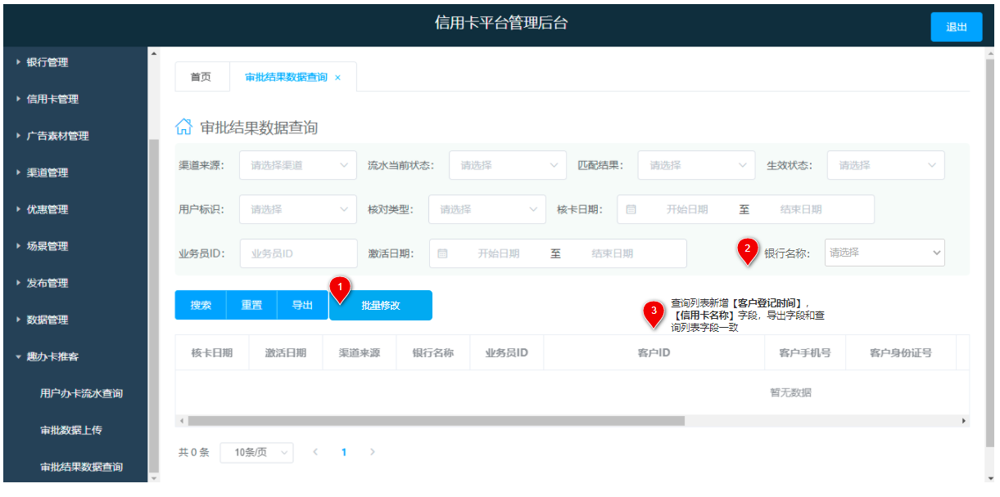 信用卡平台管理后台
退出
银行管理
信用卡管理
广告素材管理
渠道管理
优惠管理
场景管理
发布管理
数据管理
趣办卡推客
用户办卡流水查询
审批数据上传
审批结果数据查询
首页 审批结果数据查询 ×
审批结果数据查询
渠道来源: 请选择渠道 流水当前状态: 请选择 匹配结果: 请选择 生效状态: 请选择
用户标识: 请选择 核对类型: 请选择 核卡日期: 开始日期 至 结束日期
业务员ID: 业务员ID 激活日期: 开始日期 至 结束日期 2 银行名称: 请选择
搜索 重置 导出 1 批量修改
3 查询列表新增【客户登记时间】,
【信用卡名称】字段，导出字段和查
询列表字段一致
核卡日期 激活日期 渠道来源 银行名称 业务员ID 客户ID 客户手机号 客户身份证号
暂无数据
共 0 条 10条/页 1